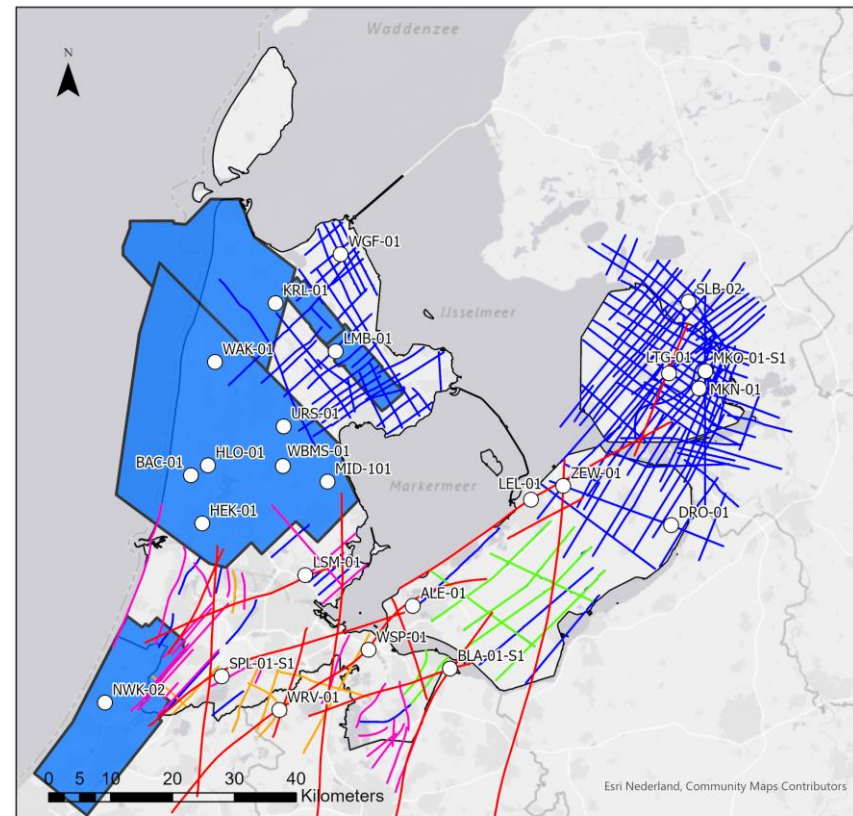 Waddenzee
N
WGF-01
KRL-01
SLB-02
IJsselmeer
LMB-01
WAK-01
LTG-01
MKO-01-S1
MKN-01
URS-01
BAC-01
HLO-01
WBMS-01
MID-101
Markermeer
LEL-01
ZEW-01
HEK-01
DRO-01
LSM-01
ALE-01
WSP-01
SPL-01-S1
BLA-01-S1
NWK-02
WRV-01
0 5 10 20 30 40
Kilometers
Esri Nederland, Community Maps Contributors